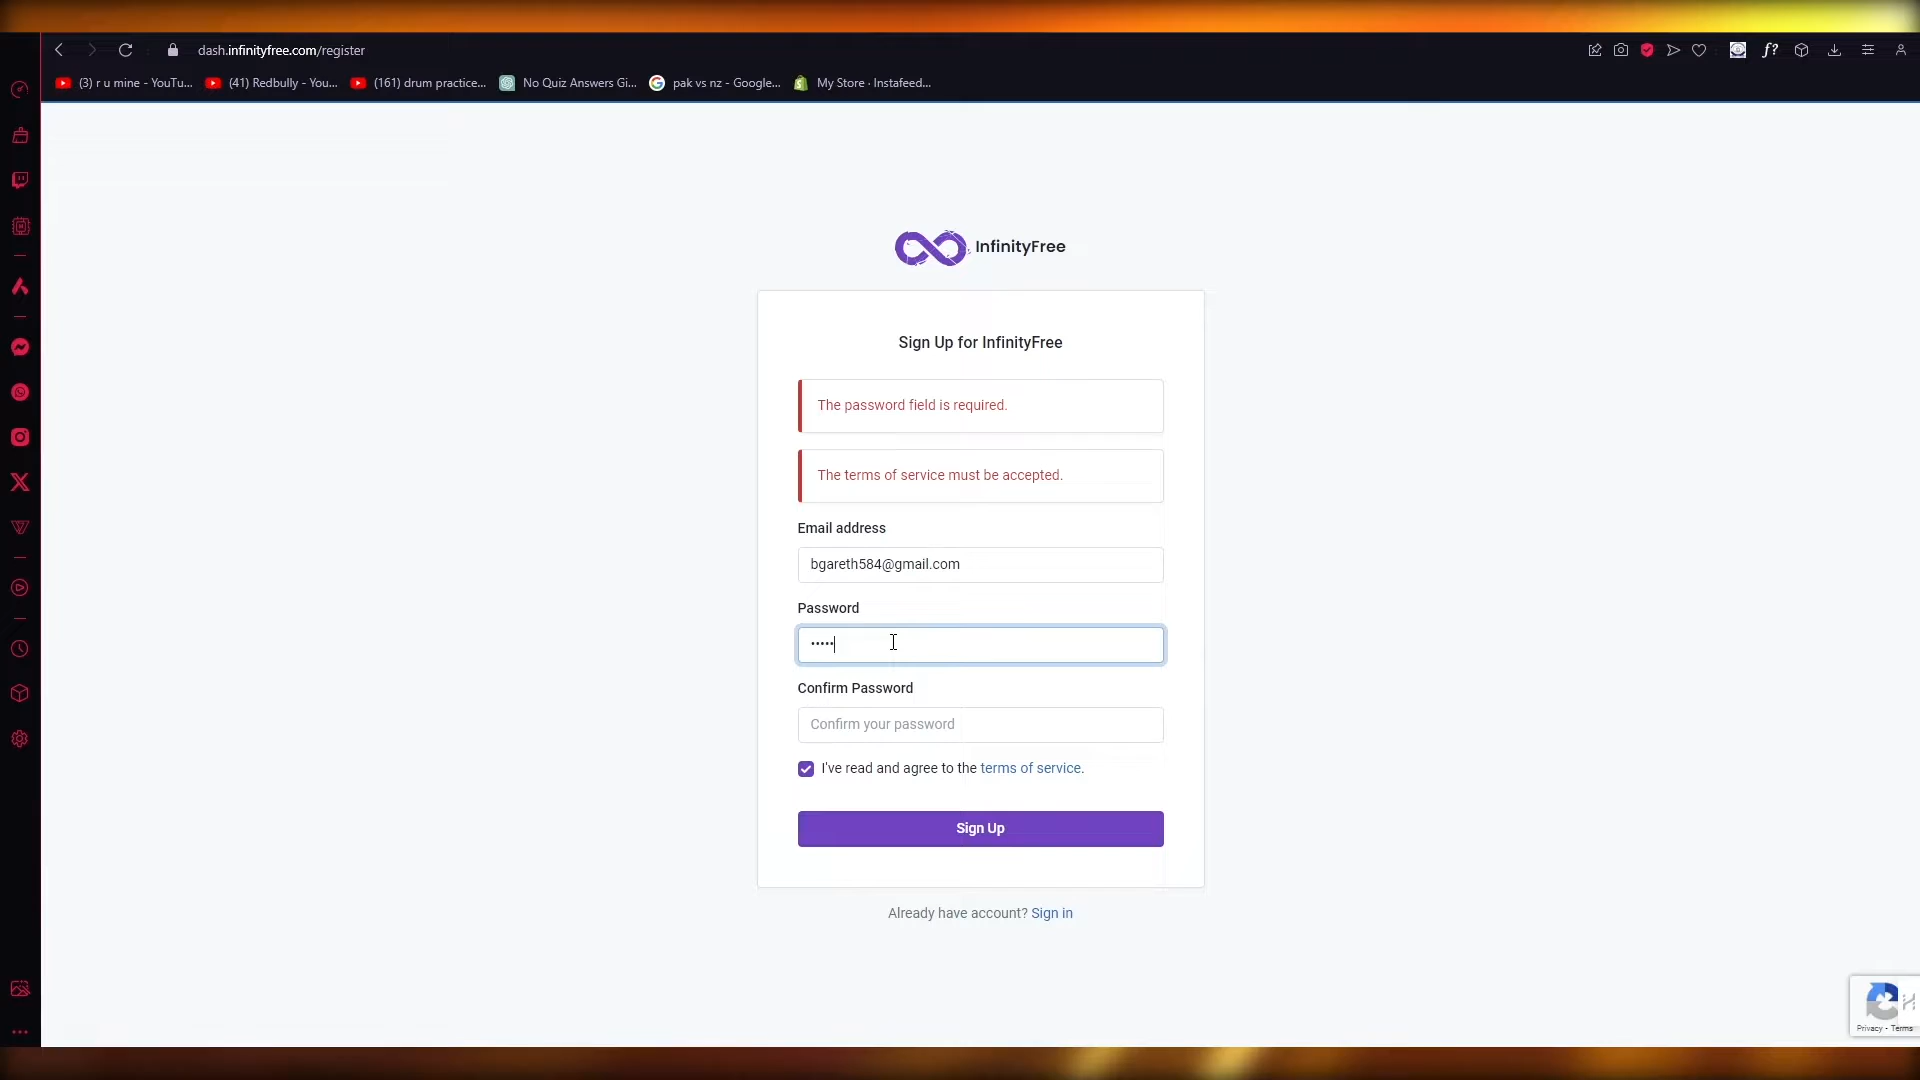 dash.infinityfree.com/register
(3) r u mine - YouTu...
(41) Redbully - You...
(161) drum practice...
No Quiz Answers Gi...
pak vs nz - Google...
My Store · Instafeed...
InfinityFree
Sign Up for InfinityFree
The password field is required.
The terms of service must be accepted.
Email address
bgareth584@gmail.com
Password
•••••
Confirm Password
Confirm your password
I've read and agree to the terms of service.
Sign Up
Already have account? Sign in
Privacy - Terms